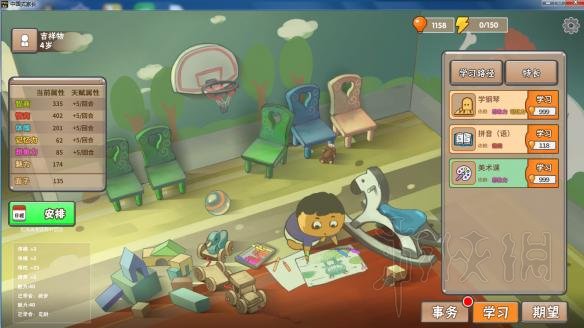 中国式家长
1158
0/150
吉祥物
4岁
当前属性 天赋属性
智商 335 +5/回合
情商 402 +5/回合
体质 281 +5/回合
记忆力 62 +5/回合
想象力 85 +5/回合
魅力 174
面子 135
安排
学习路径
特长
学钢琴
学习
999
拼音（语）
学习
118
美术课
学习
999
事务
学习
期望